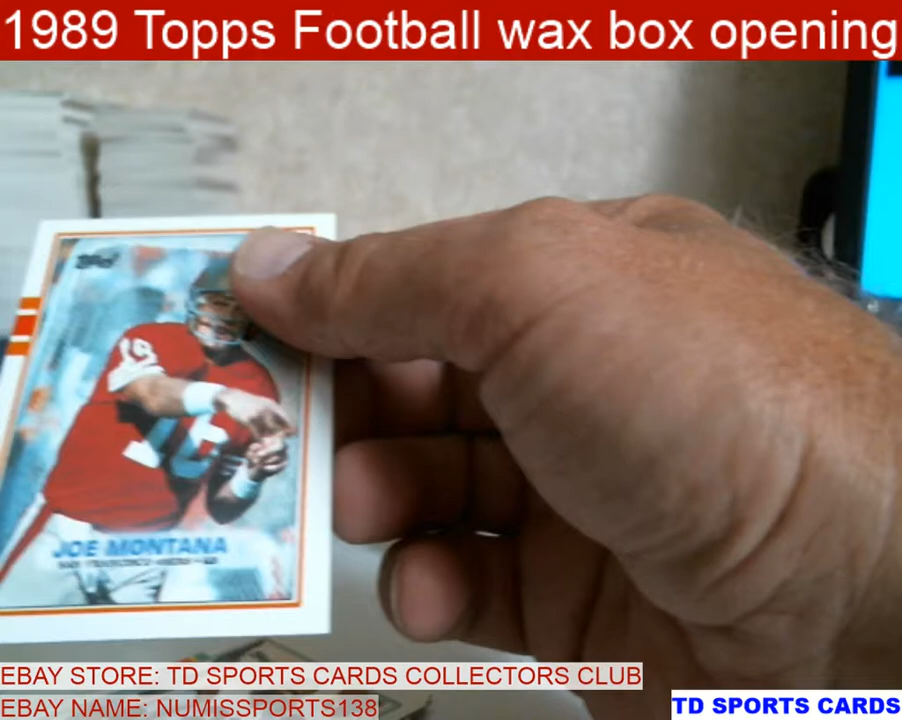 1989 Topps Football wax box opening
16
JOE MONTANA
EBAY STORE: TD SPORTS CARDS COLLECTORS CLUB
EBAY NAME: NUMISSPORTS138
TD SPORTS CARDS